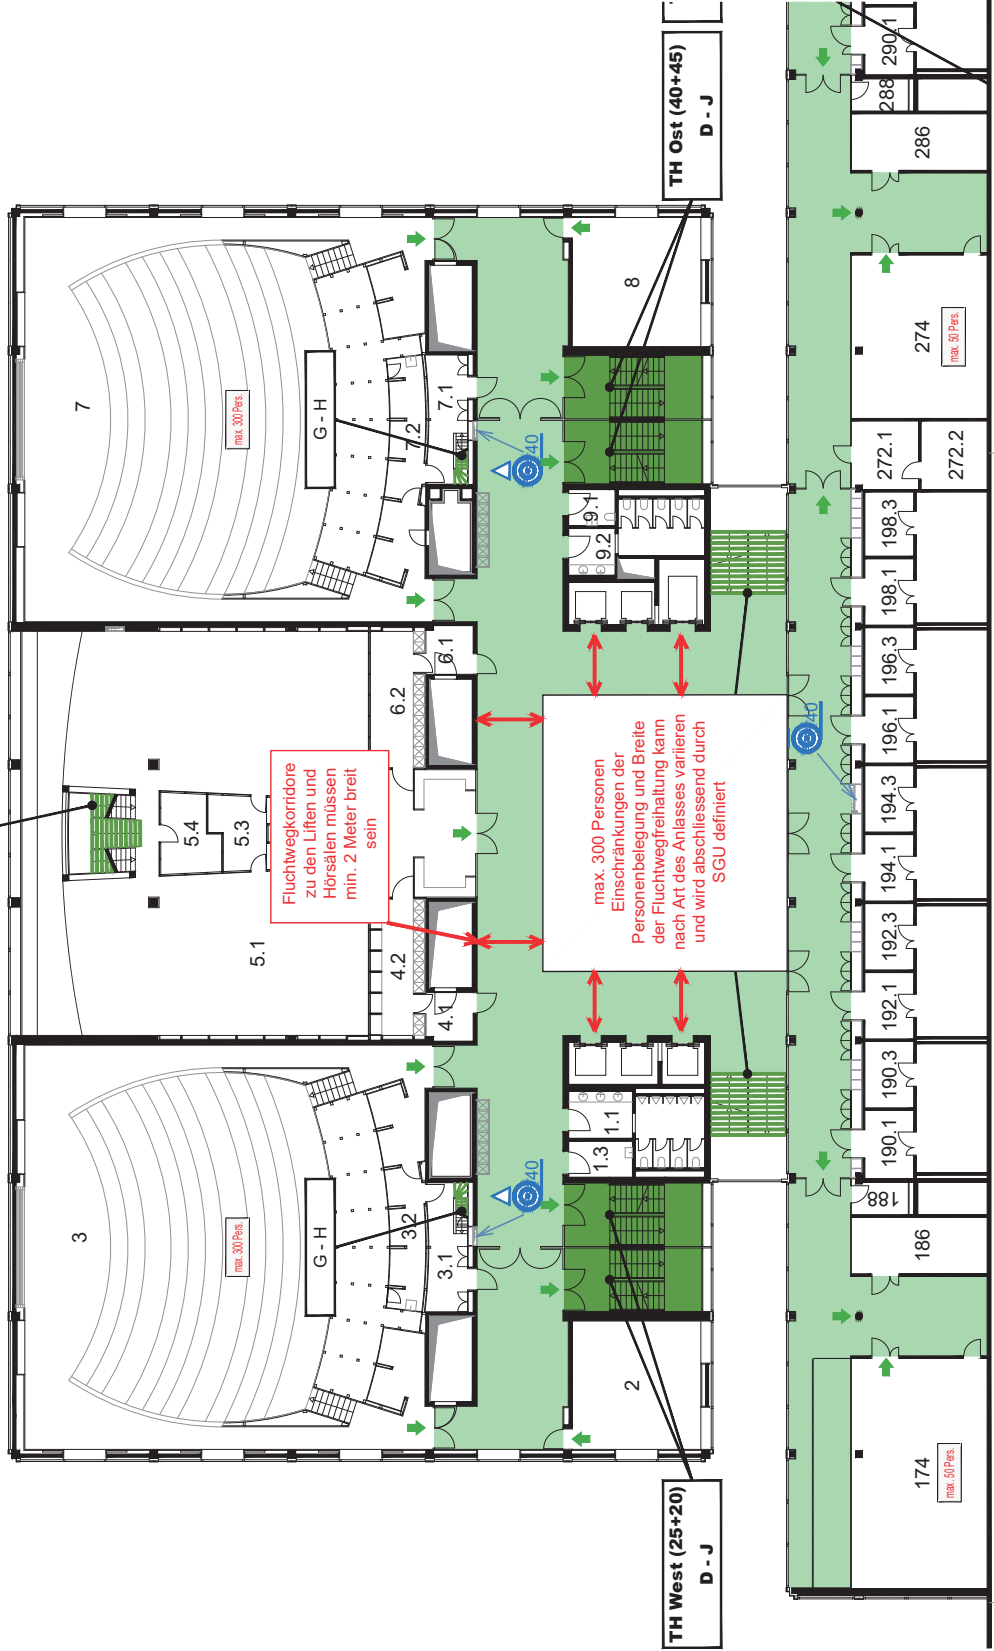 TH West (25+20)
D - J
TH Ost (40+45)
D - J
3
max. 300 Pers.
G - H
3.2
3.1
2
1.3
1.1
40
5.1
5.4
5.3
4.2
4.1
6.2
6.1
Fluchtwegkorridore
zu den Liften und
Hörsälen müssen
min. 2 Meter breit
sein
max. 300 Personen
Einschränkungen der
Personenbelegung und Breite
der Fluchtwegfreihaltung kann
nach Art des Anlasses variieren
und wird abschliessend durch
SGU definiert
7
max. 300 Pers.
G - H
7.2
7.1
8
9.1
9.2
40
40
174
max. 50 Pers.
186
188
190.1
190.3
192.1
192.3
194.1
194.3
196.1
196.3
198.1
198.3
272.1
272.2
274
max. 50 Pers.
286
288
290.1